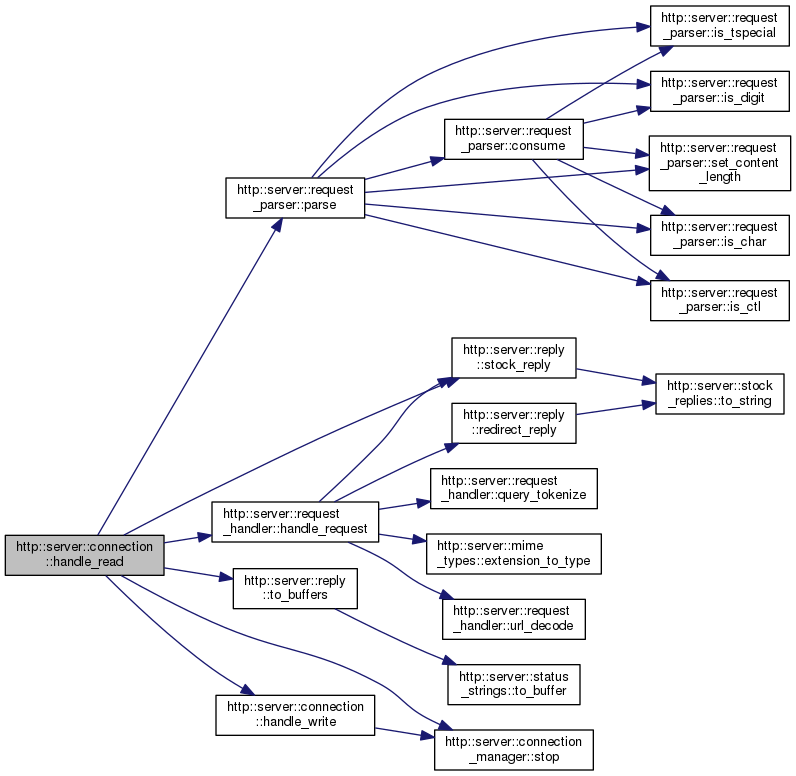 http::server::request
_parser::is_tspecial
http::server::request
_parser::is_digit
http::server::request
_parser::consume
http::server::request
_parser::set_content
_length
http::server::request
_parser::parse
http::server::request
_parser::is_char
http::server::request
_parser::is_ctl
http::server::reply
::stock_reply
http::server::stock
_replies::to_string
http::server::reply
::redirect_reply
http::server::request
_handler::query_tokenize
http::server::request
_handler::handle_request
http::server::connection
::handle_read
http::server::mime
_types::extension_to_type
http::server::reply
::to_buffers
http::server::request
_handler::url_decode
http::server::status
_strings::to_buffer
http::server::connection
::handle_write
http::server::connection
_manager::stop